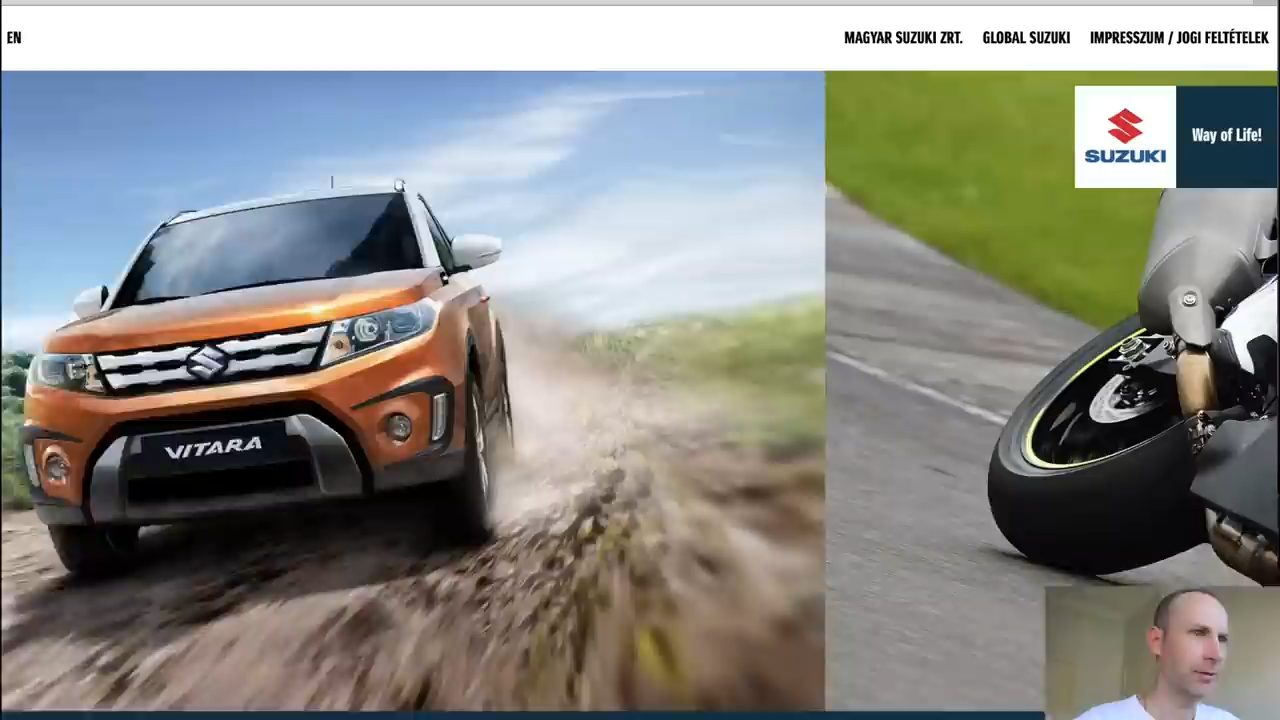 EN
MAGYAR SUZUKI ZRT.
GLOBAL SUZUKI
IMPRESSZUM / JOGI FELTÉTELEK
SUZUKI
Way of Life!
VITARA